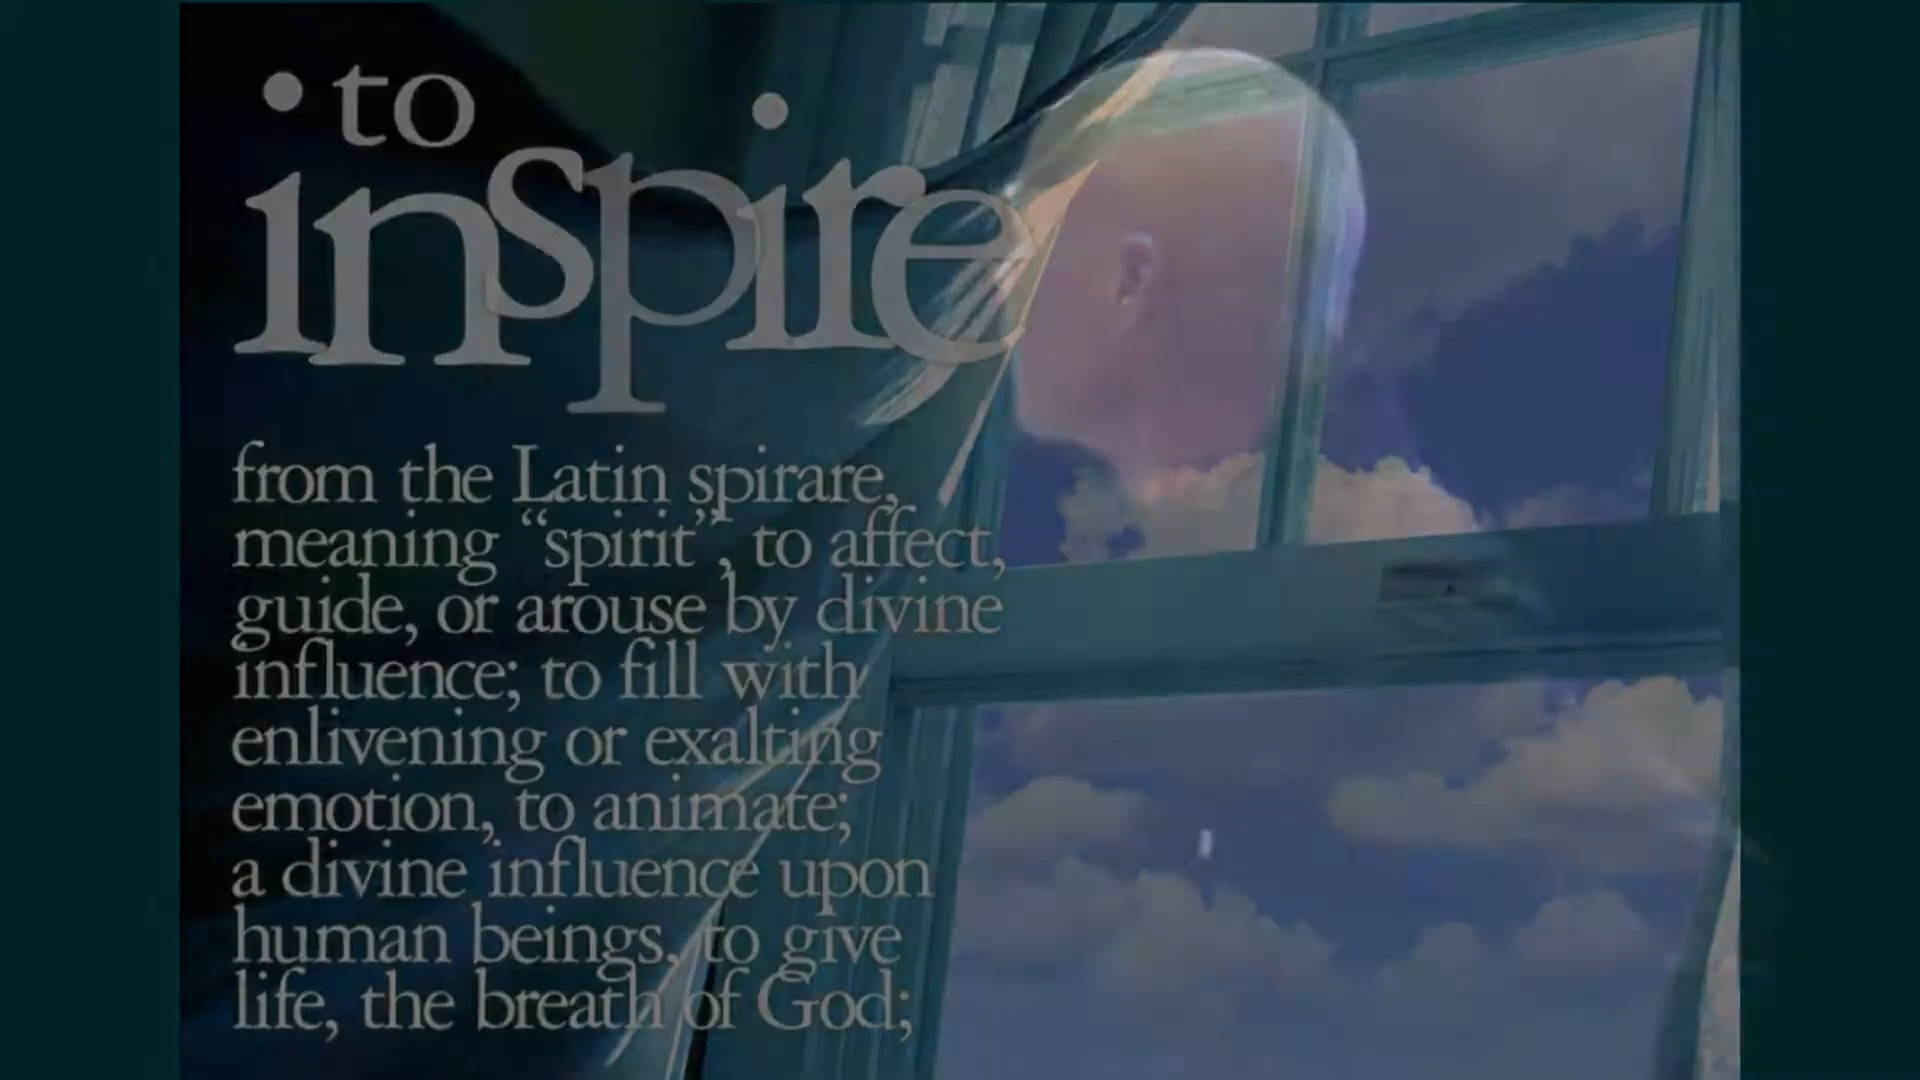 • to
inspire
from the Latin spirare,
meaning “spirit”, to affect,
guide, or arouse by divine
influence; to fill with
enlivening or exalting
emotion, to animate;
a divine influence upon
human beings, to give
life, the breath of God;